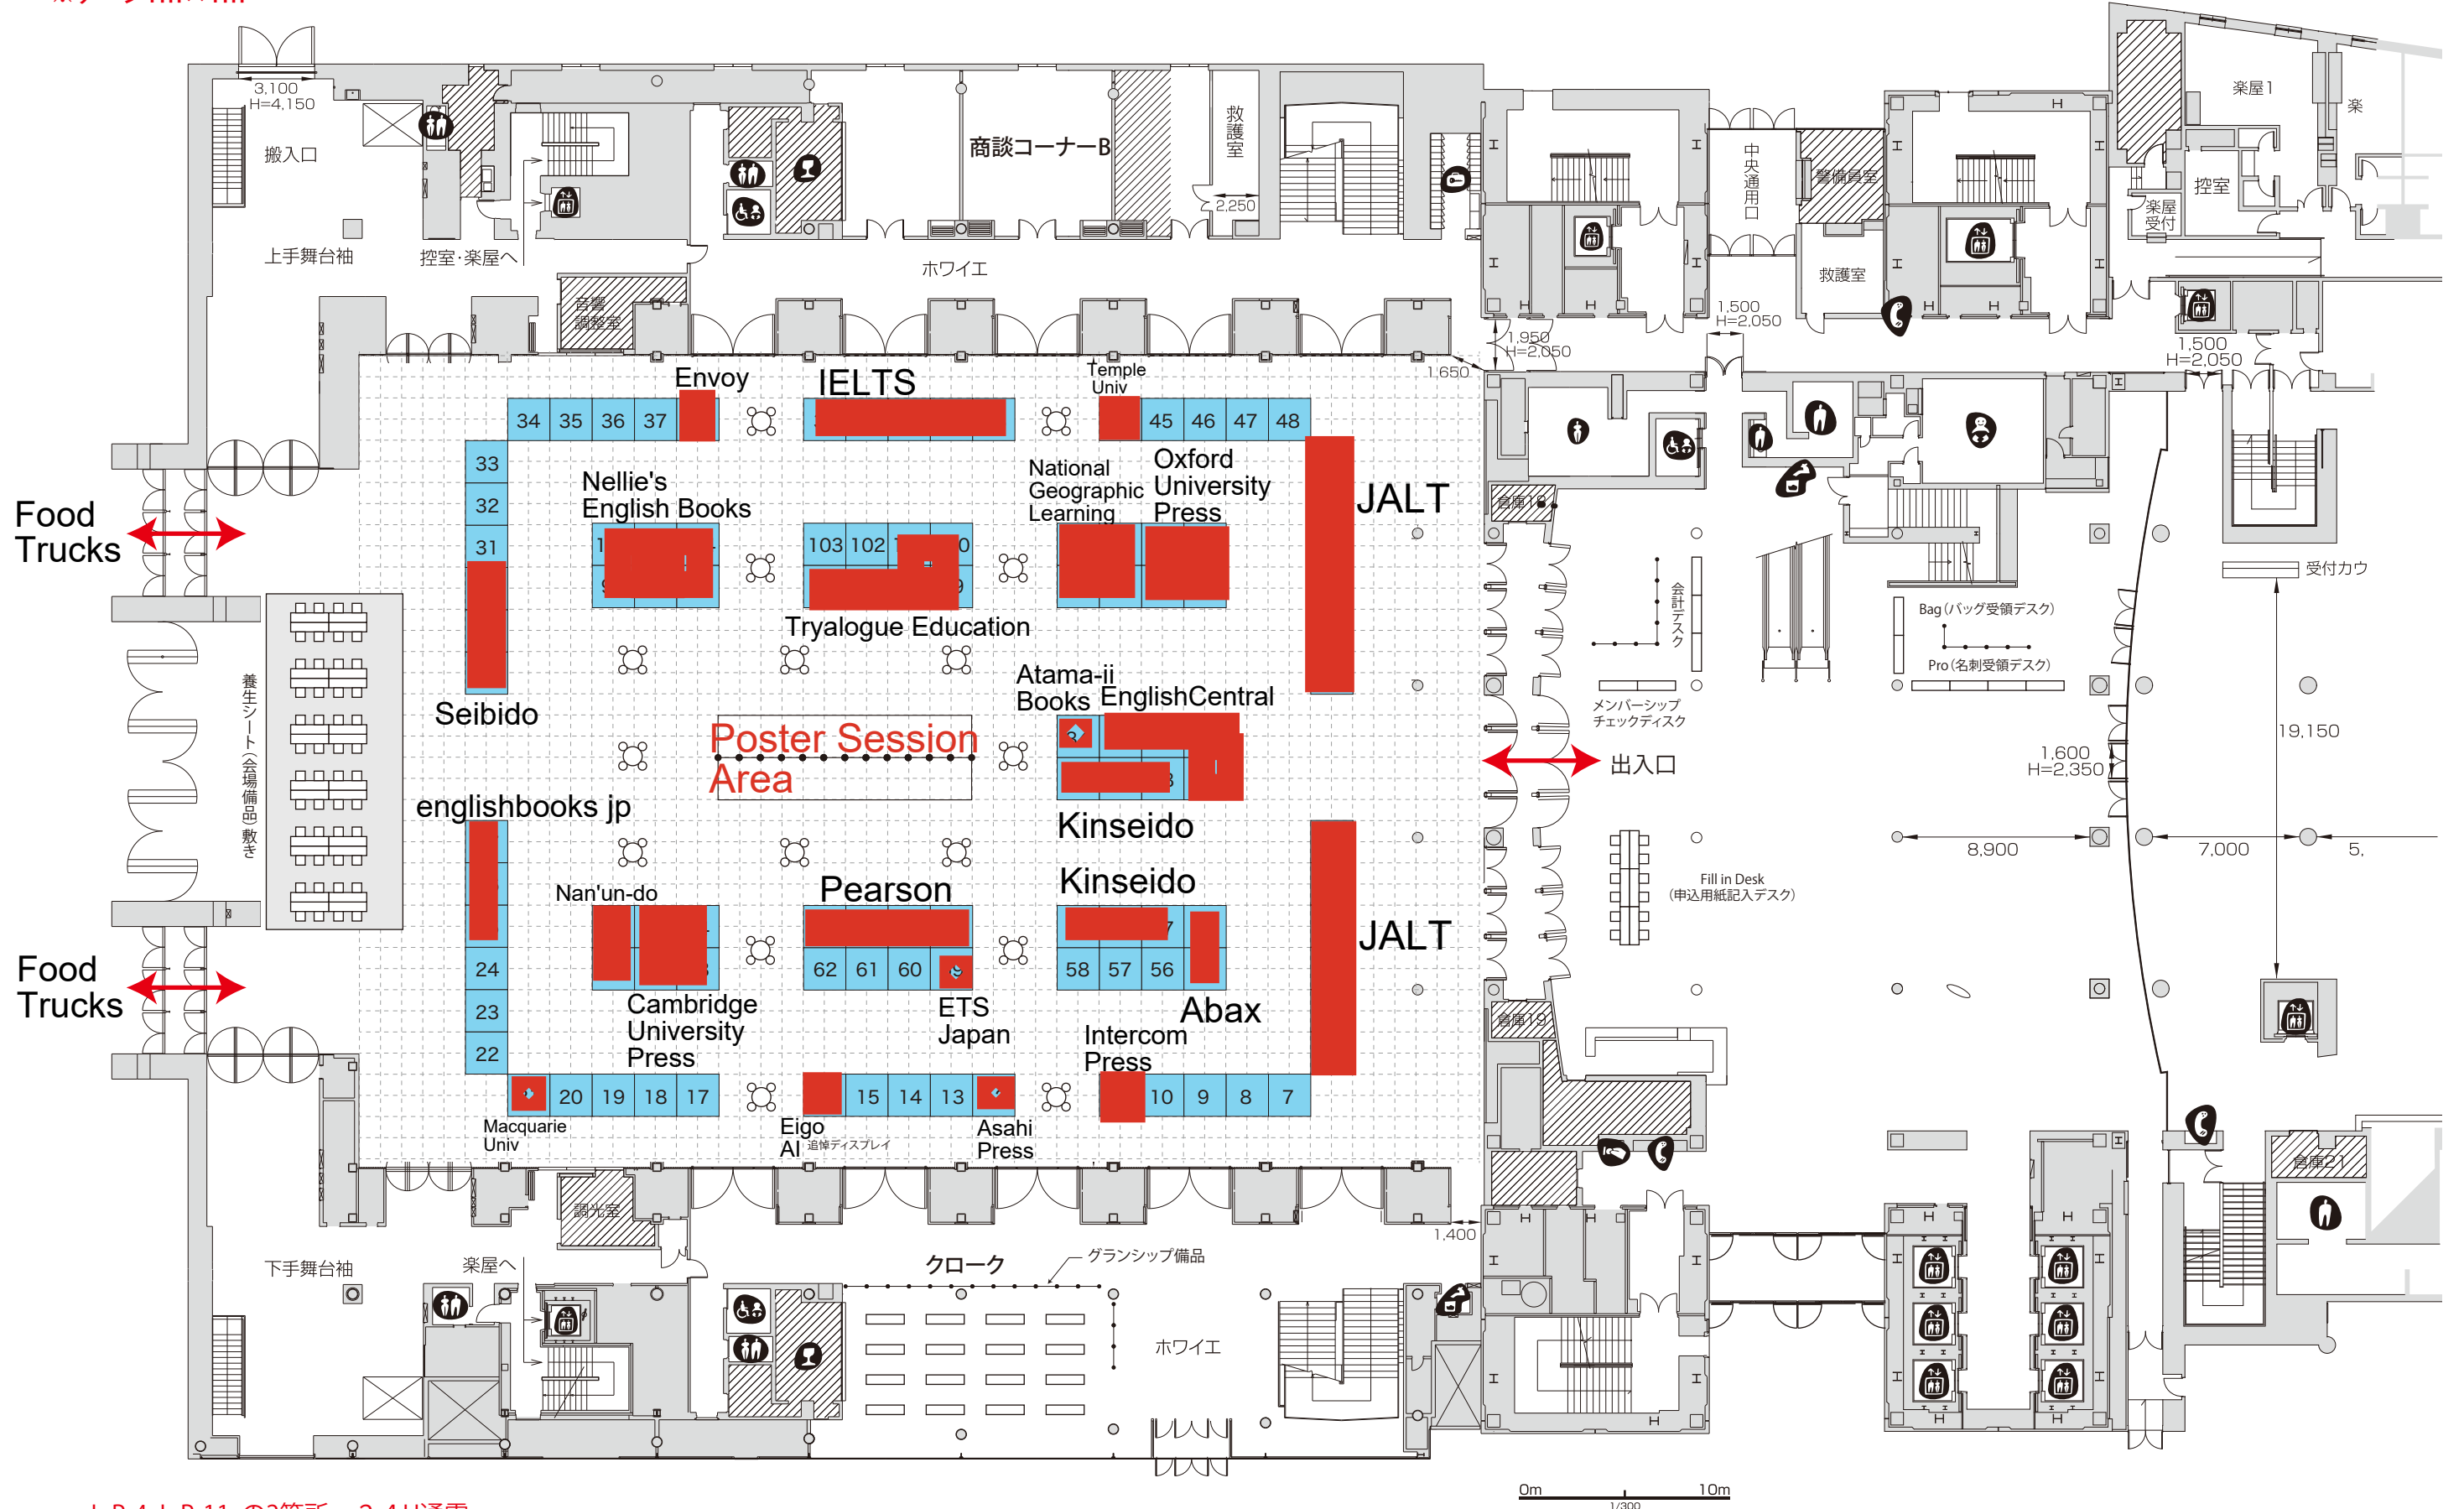 3,100
H=4,150
搬入口
上手舞台袖
控室・楽屋へ
音響
調整室
商談コーナーB
救護室
2,250
ホワイエ
中央通用口
警備員室
救護室
楽屋1
楽
控室
楽屋
受付
1,950
H=2,050
1,650
1,500
H=2,050
1,500
H=2,050
Envoy
IELTS
Temple
Univ
34
35
36
37
45
46
47
48
33
32
31
Nellie's
English Books
National
Geographic
Learning
Oxford
University
Press
JALT
103
102
Tryalogue Education
Food
Trucks
養生シート(会場備品)敷き
Seibido
Atama-ii
Books
EnglishCentral
Poster Session
Area
Kinseido
englishbooks jp
Nan'un-do
Pearson
Kinseido
JALT
Food
Trucks
24
23
22
62
61
60
58
57
56
Cambridge
University
Press
ETS
Japan
Abax
Intercom
Press
20
19
18
17
15
14
13
10
9
8
7
Macquarie
Univ
Eigo
AI
追悼ディスプレイ
Asahi
Press
倉庫18
会計デスク
Bag(バッグ受領デスク)
Pro(名刺受領デスク)
受付カウ
メンバーシップ
チェックディスク
出入口
1,600
H=2,350
19,150
8,900
7,000
5,
Fill in Desk
(申込用紙記入デスク)
倉庫19
倉庫21
調光室
下手舞台袖
楽屋へ
クローク
グランシップ備品
ホワイエ
1,400
0m
10m
1/300